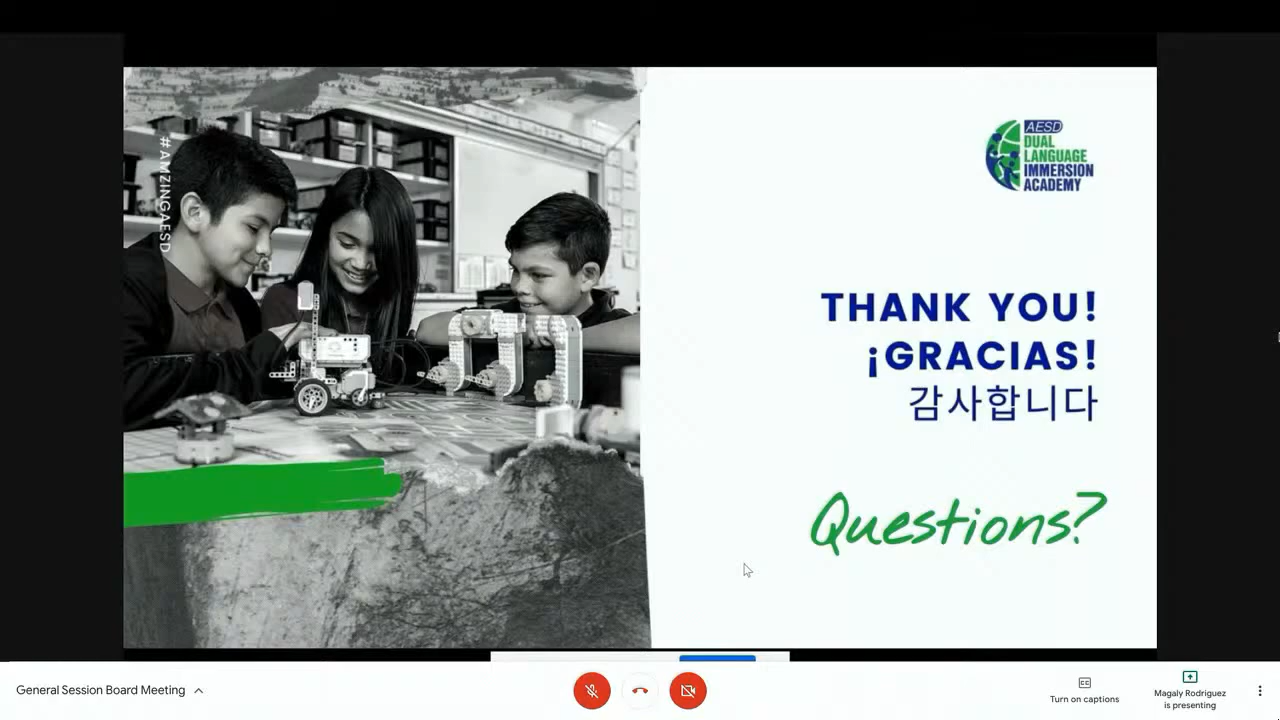 #AMZINGAESD
AESD
DUAL
LANGUAGE
IMMERSION
ACADEMY
THANK YOU!
¡GRACIAS!
감사합니다
Questions?
General Session Board Meeting
Turn on captions
Magaly Rodriguez
is presenting